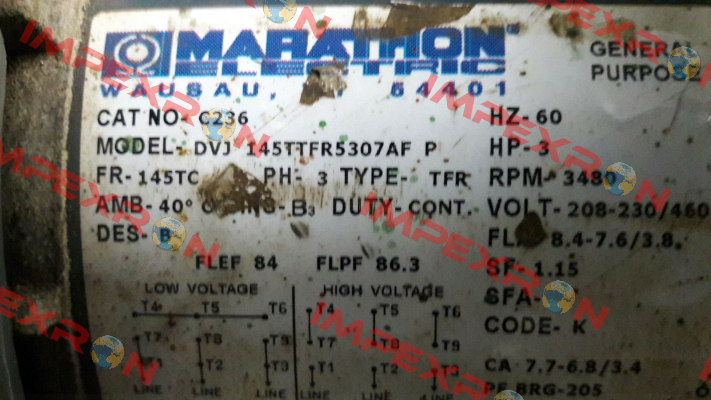 MARATHON®
ELECTRIC
WAUSAU, 54401
GENERAL
PURPOSE
CAT NO- C236
HZ-60
MODEL- DVJ 145TTFR5307AF P
HP-3
FR-145TC PH- 3 TYPE- TFR
RPM-3480
AMB-40° B3 DUTY-CONT.
VOLT-208-230/460
DES-B
8.4-7.6/3.8
FLEF 84 FLPF 86.3
SF-1.15
LOW VOLTAGE HIGH VOLTAGE
SFA-
T4 T5 T6 T4 T5 T6
CODE- K
T7 T8 T9 T7 T8 T9
T1 T2 T3 T1 T2 T3
CA 7.7-6.8/3.4
LINE LINE LINE LINE LINE LINE
PE BRG-205
IMPEXRON